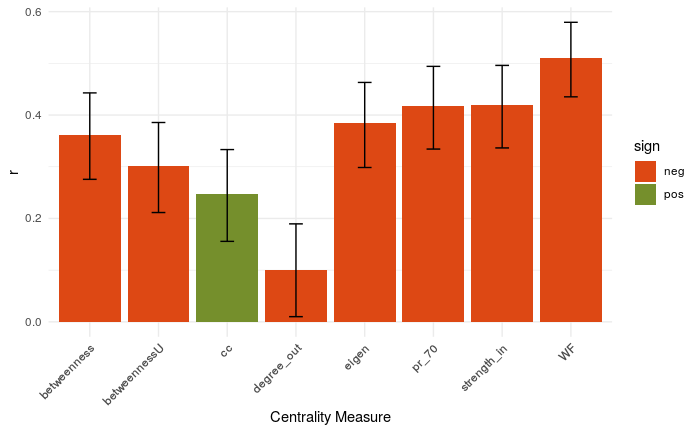 0.6
0.4
0.2
0.0
r
betweenness
betweennessU
cc
degree_out
eigen
pr_70
strength_in
WF
Centrality Measure
sign
neg
pos